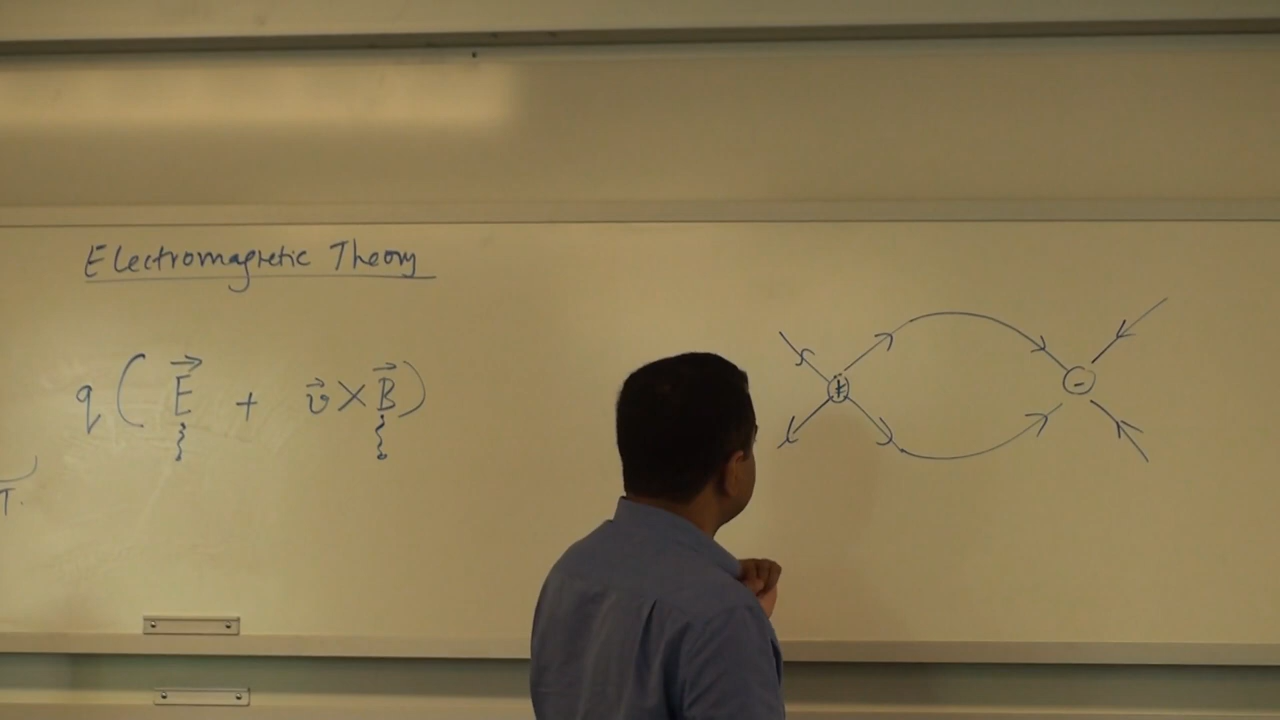 Electromagnetic Theory
q ( E⃗ + v⃗ × B⃗ )
T.
+ -